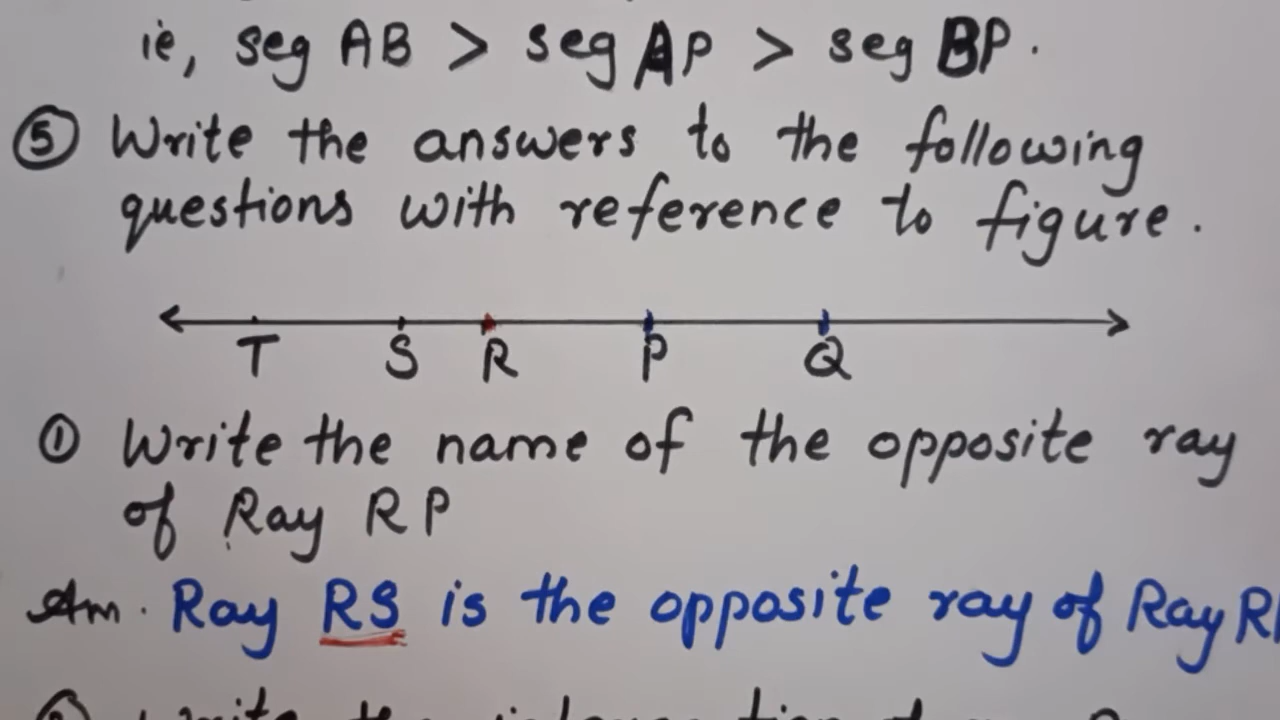 ie, seg AB > seg AP > seg BP.
⑤ Write the answers to the following
questions with reference to figure.
T S R P Q
① Write the name of the opposite ray
of Ray RP
Ans. Ray RS is the opposite ray of Ray
Write the